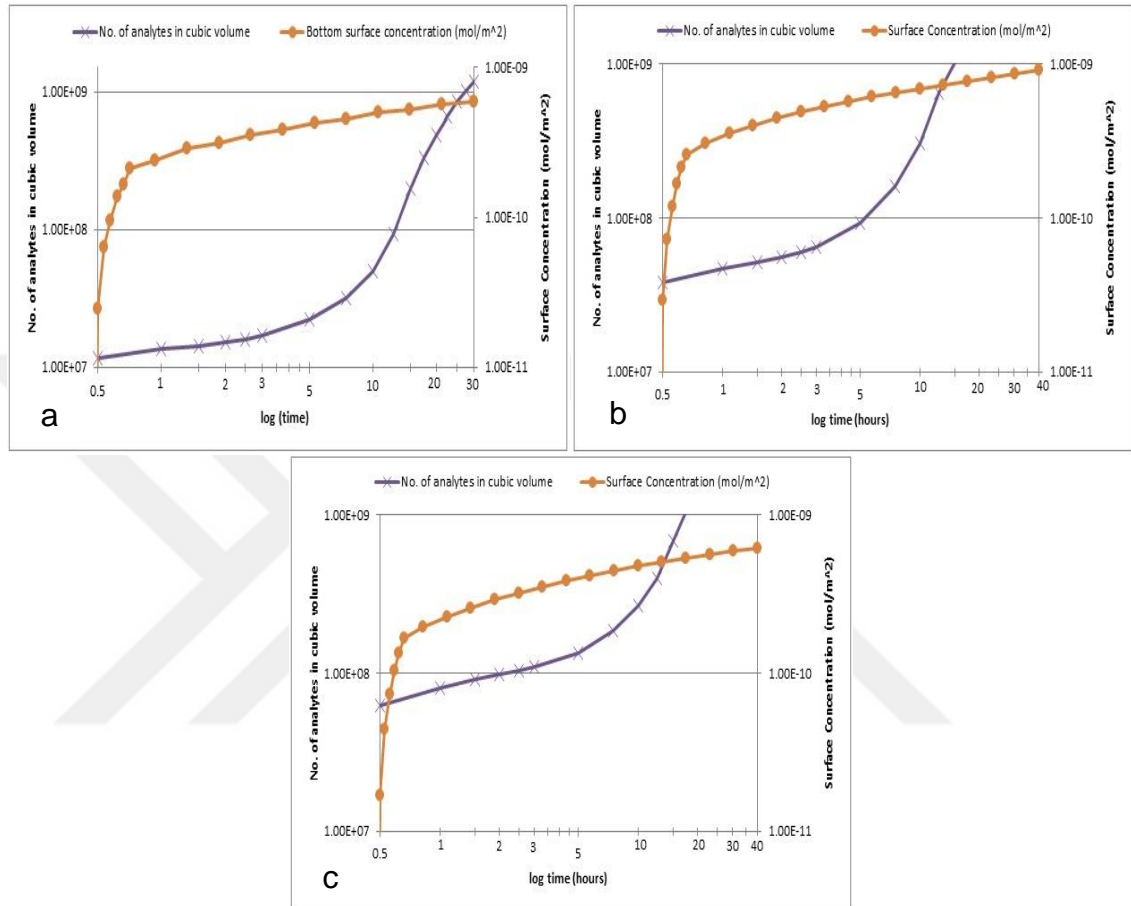 No. of analytes in cubic volume Bottom surface concentration (mol/m^2)
No. of analytes in cubic volume
1.00E+09
1.00E+08
1.00E+07
1.00E-09
1.00E-10
1.00E-11
Surface Concentration (mol/m^2)
0.5 1 2 3 5 10 20 30
log (time)
a
No. of analytes in cubic volume Surface Concentration (mol/m^2)
No. of analytes in cubic volume
1.00E+09
1.00E+08
1.00E+07
1.00E-09
1.00E-10
1.00E-11
Surface Concentration (mol/m^2)
0.5 1 2 3 5 10 20 30 40
log time (hours)
b
No. of analytes in cubic volume Surface Concentration (mol/m^2)
No. of analytes in cubic volume
1.00E+09
1.00E+08
1.00E+07
1.00E-09
1.00E-10
1.00E-11
Surface Concentration (mol/m^2)
0.5 1 2 3 5 10 20 30 40
log time (hours)
c